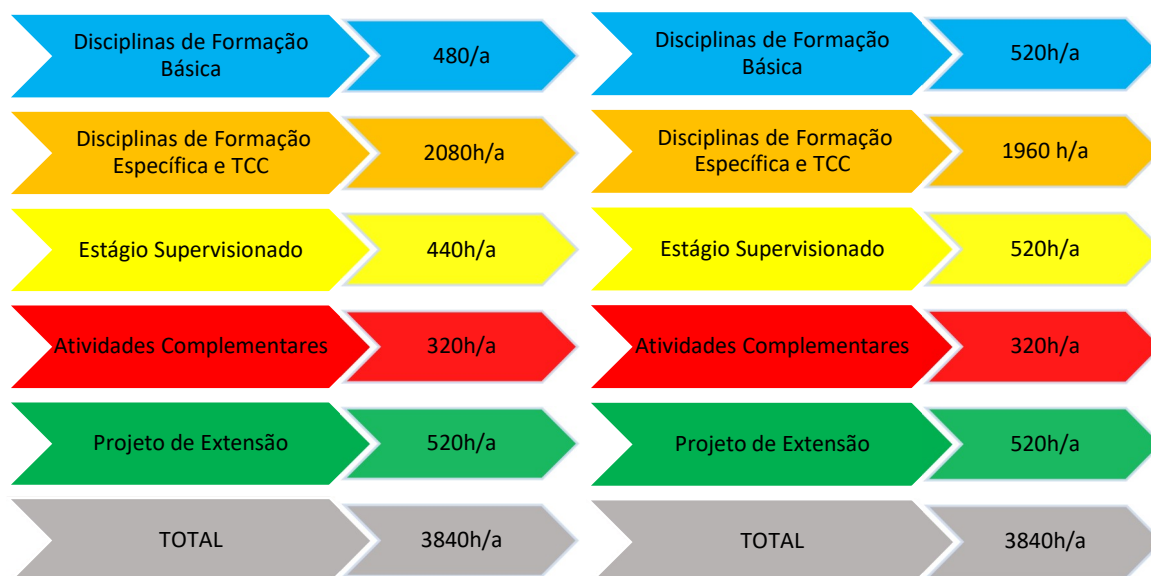 Disciplinas de Formação
Básica
480/a
Disciplinas de Formação
Específica e TCC
2080h/a
Estágio Supervisionado
440h/a
Atividades Complementares
320h/a
Projeto de Extensão
520h/a
TOTAL
3840h/a
Disciplinas de Formação
Básica
520h/a
Disciplinas de Formação
Específica e TCC
1960 h/a
Estágio Supervisionado
520h/a
Atividades Complementares
320h/a
Projeto de Extensão
520h/a
TOTAL
3840h/a